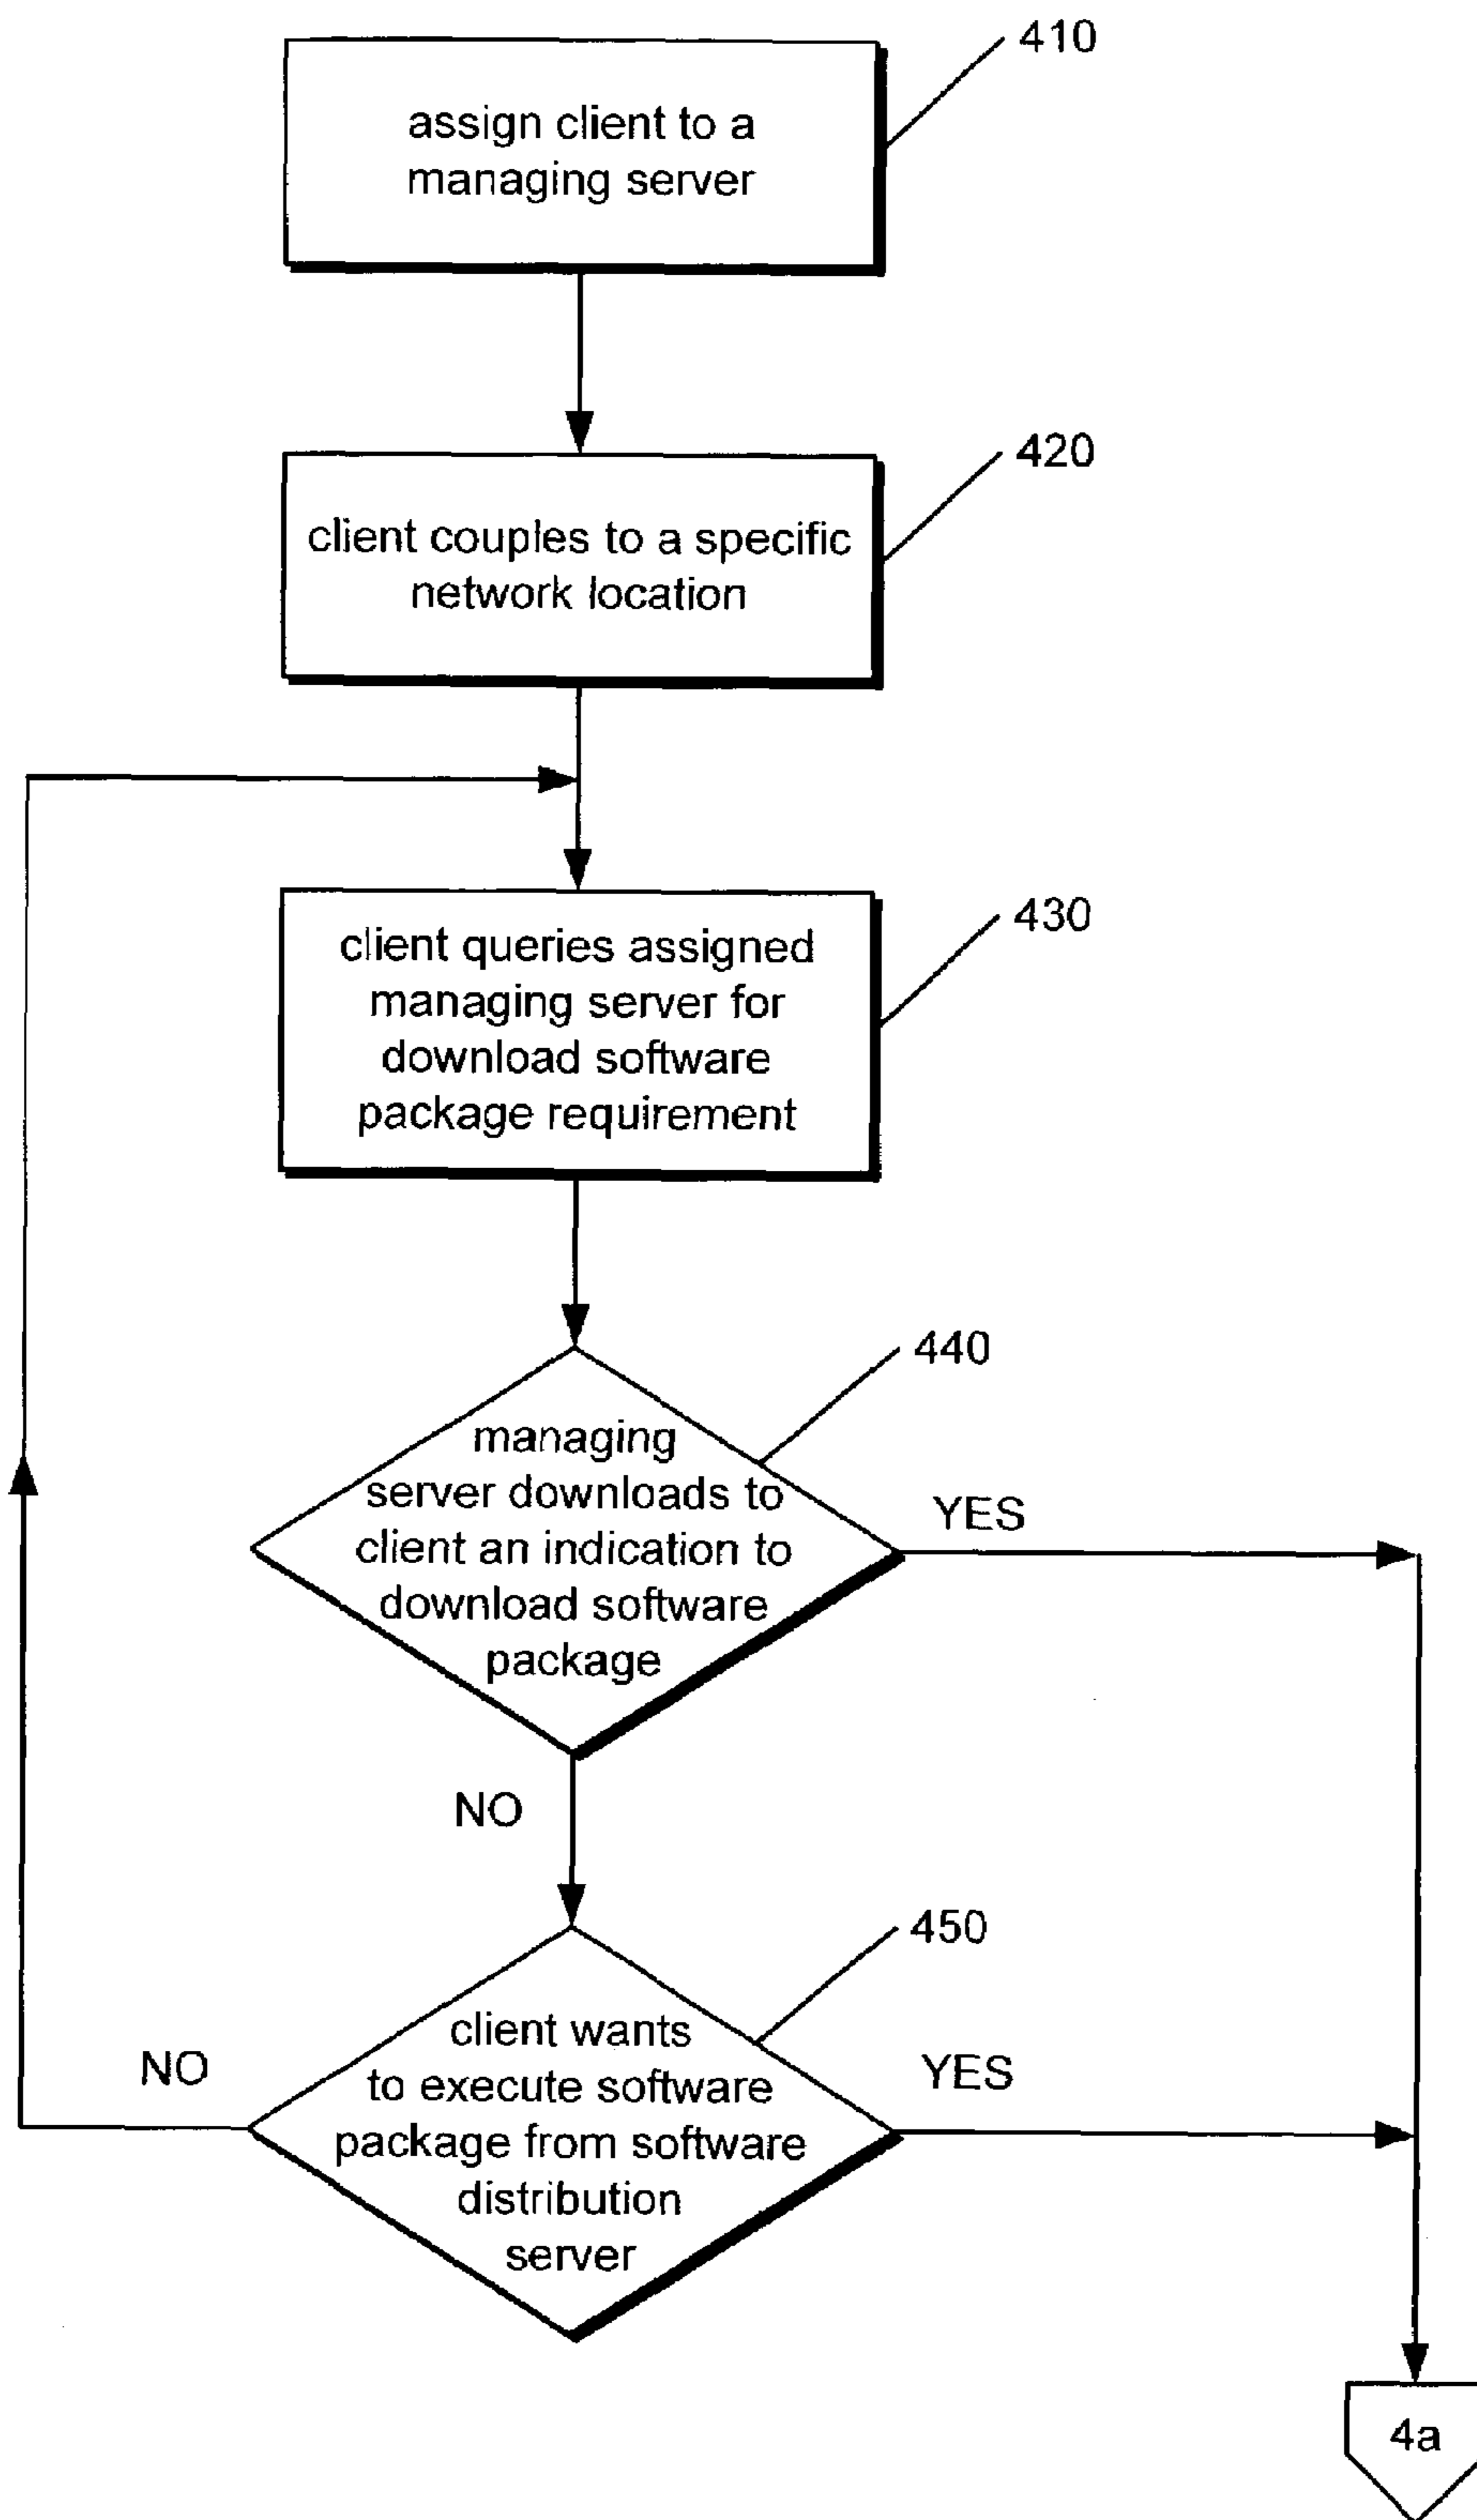 410
assign client to a
managing server
420
client couples to a specific
network location
430
client queries assigned
managing server for
download software
package requirement
440
managing
server downloads to
client an indication to
download software
package
YES
NO
450
client wants
to execute software
package from software
distribution
server
NO
YES
4a